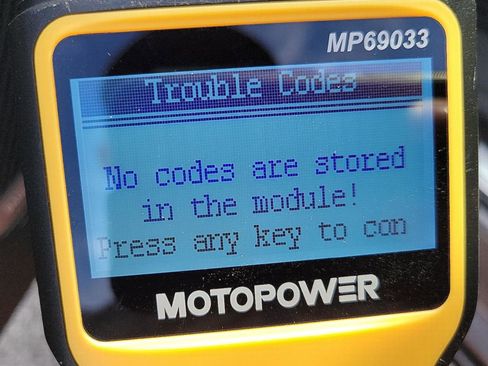 MP69033
Trouble Codes
No codes are stored
in the module!
Press any key to con
MOTOPOWER